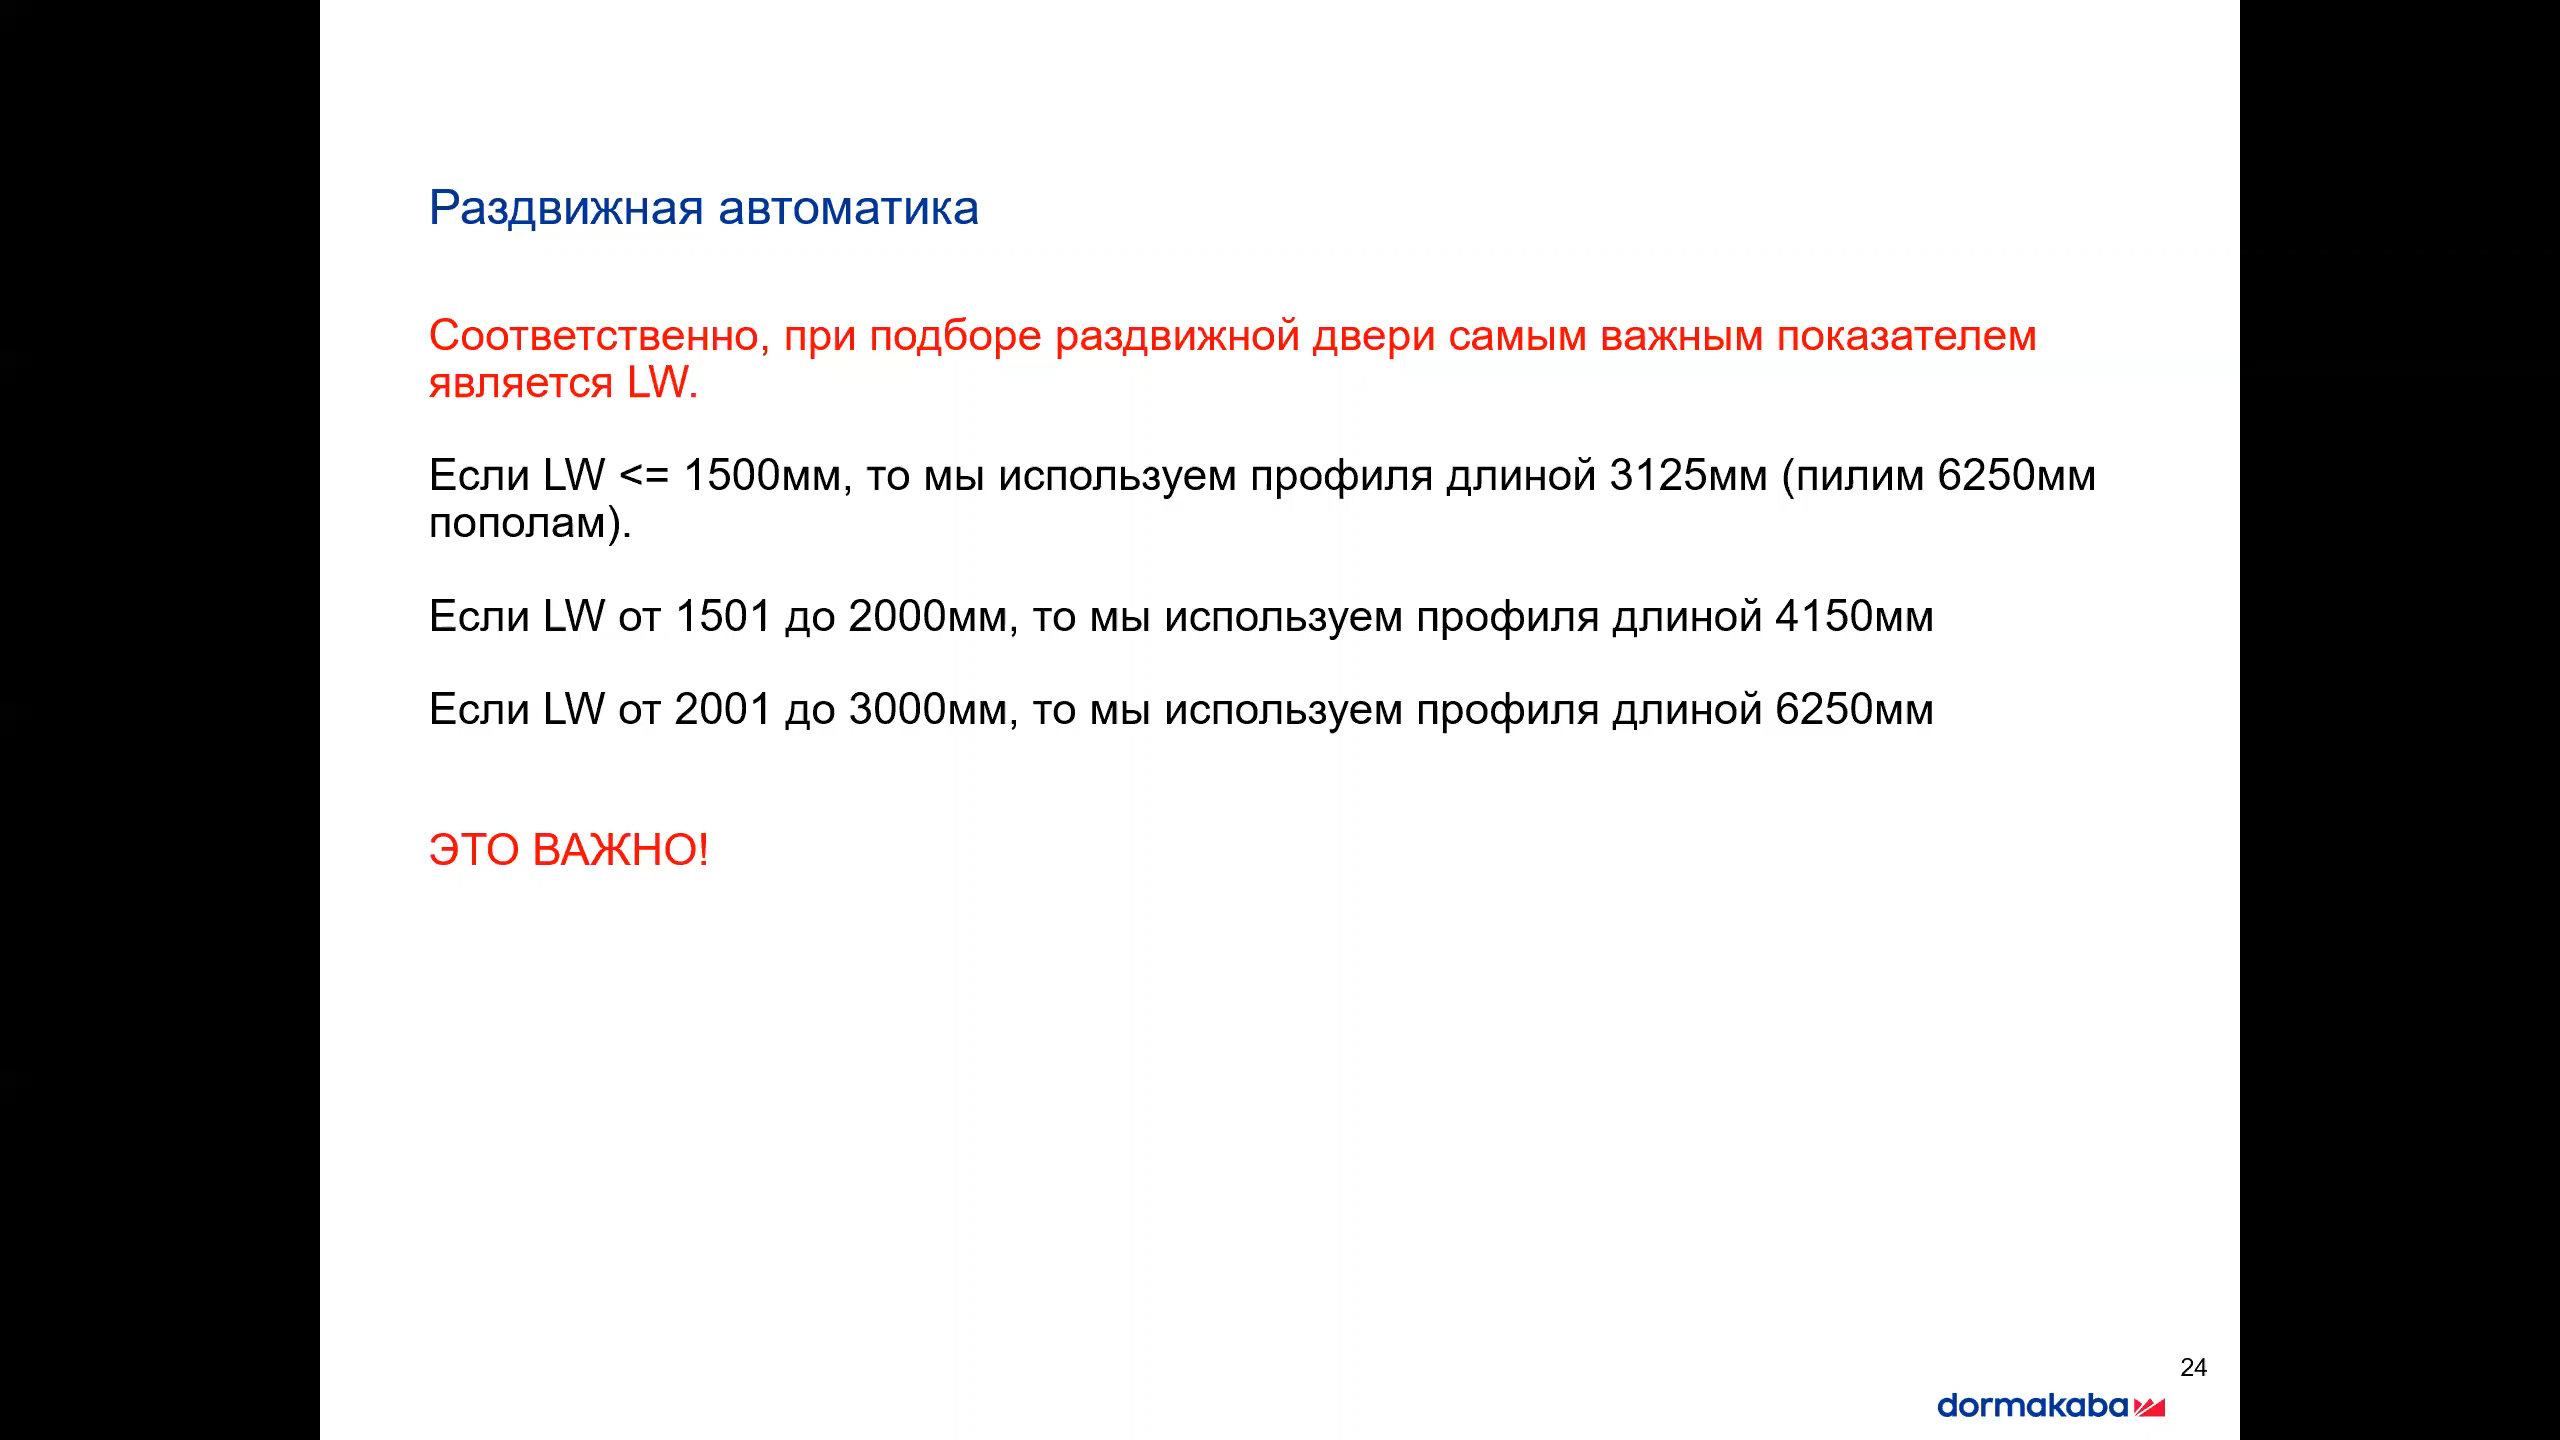 Раздвижная автоматика
Соответственно, при подборе раздвижной двери самым важным показателем
является LW.
Если LW <= 1500мм, то мы используем профиля длиной 3125мм (пилим 6250мм
пополам).
Если LW от 1501 до 2000мм, то мы используем профиля длиной 4150мм
Если LW от 2001 до 3000мм, то мы используем профиля длиной 6250мм
ЭТО ВАЖНО!
24
dormakaba